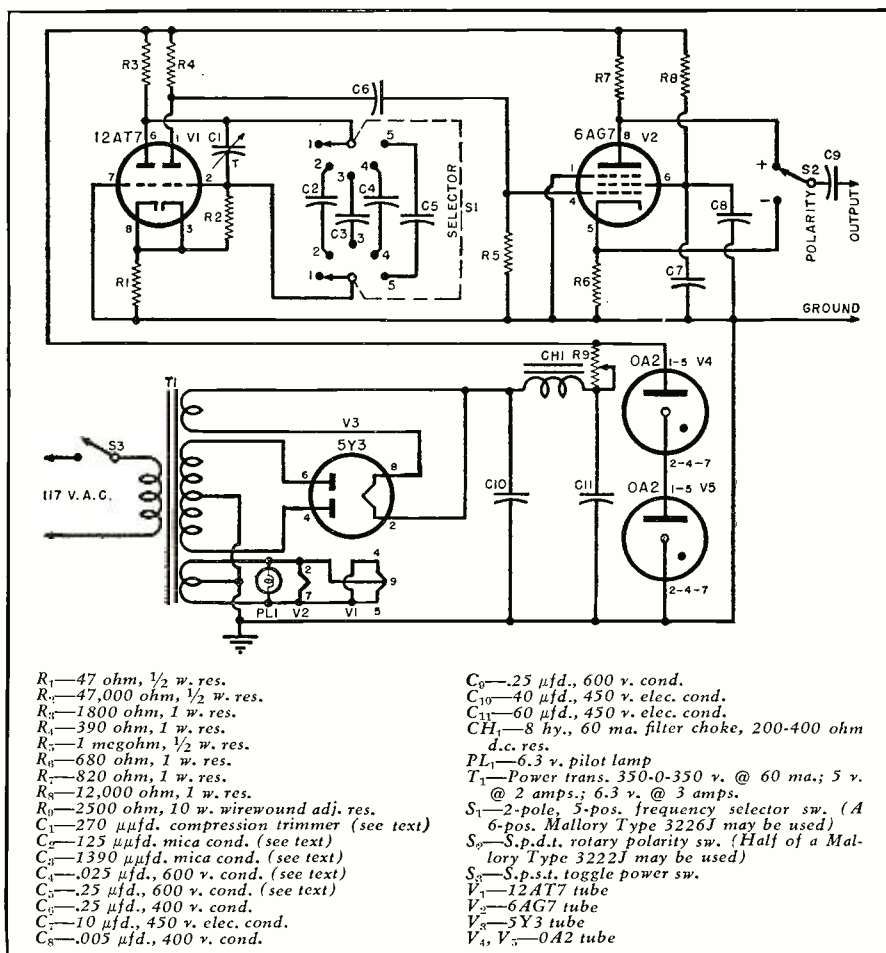 R3
R4
C6
R7
R8
12AT7
6
1
V1
C1
T
7
2
R2
8
3
R1
1
2
C2
2
1
3
C3
3
4
C4
4
5
C5
5
SELECTOR
S1
R5
6AG7
8
V2
1
4
6
5
R6
C7
C8
+
-
S2
POLARITY
C9
OUTPUT
GROUND
T1
S3
117 V.A.C.
V3
5Y3
6
4
8
2
CH1
R9
C10
C11
OA2
1-5
V4
2-4-7
OA2
1-5
V5
2-4-7
PL1
2
7
V2
V1
4
9
5
R₁—47 ohm, ½ w. res.
R₂—47,000 ohm, ½ w. res.
R₃—1800 ohm, 1 w. res.
R₄—390 ohm, 1 w. res.
R₅—1 megohm, ½ w. res.
R₆—680 ohm, 1 w. res.
R₇—820 ohm, 1 w. res.
R₈—12,000 ohm, 1 w. res.
R₉—2500 ohm, 10 w. wirewound adj. res.
C₁—270 μμfd. compression trimmer (see text)
C₂—125 μμfd. mica cond. (see text)
C₃—1390 μμfd. mica cond. (see text)
C₄—.025 μfd., 600 v. cond. (see text)
C₅—.25 μfd., 600 v. cond. (see text)
C₆—.25 μfd., 400 v. cond.
C₇—10 μfd., 450 v. elec. cond.
C₈—.005 μfd., 400 v. cond.
C₉—.25 μfd., 600 v. cond.
C₁₀—40 μfd., 450 v. elec. cond.
C₁₁—60 μfd., 450 v. elec. cond.
CH₁—8 hy., 60 ma. filter choke, 200-400 ohm
d.c. res.
PL₁—6.3 v. pilot lamp
T₁—Power trans. 350-0-350 v. @ 60 ma.; 5 v.
@ 2 amps.; 6.3 v. @ 3 amps.
S₁—2-pole, 5-pos. frequency selector sw. (A
6-pos. Mallory Type 3226J may be used)
S₂—S.p.d.t. rotary polarity sw. (Half of a Mal-
lory Type 3222J may be used)
S₃—S.p.s.t. toggle power sw.
V₁—12AT7 tube
V₂—6AG7 tube
V₃—5Y3 tube
V₄, V₅—0A2 tube